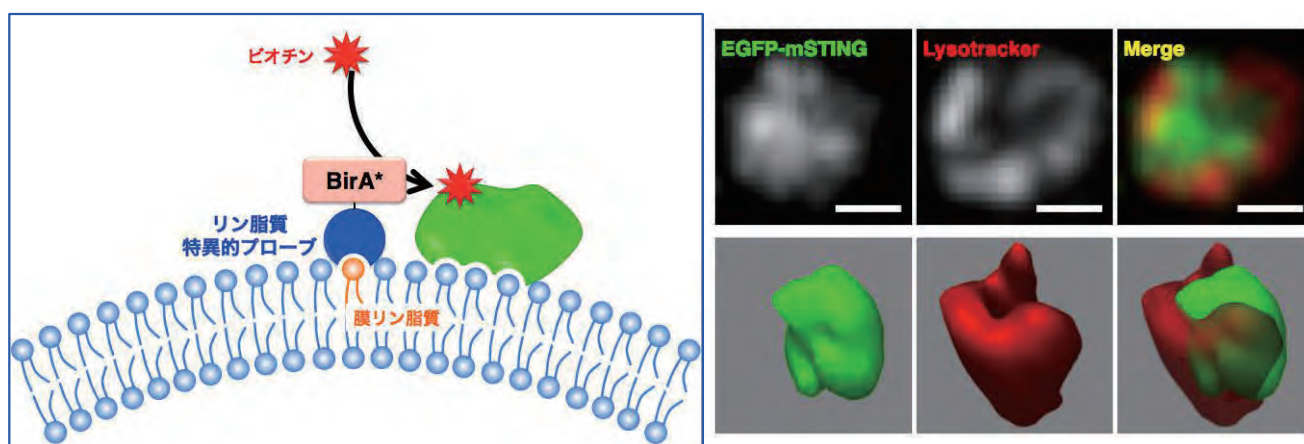 ビオチン
BirA*
リン脂質
特異的プローブ
膜リン脂質
EGFP-mSTING
Lysotracker
Merge